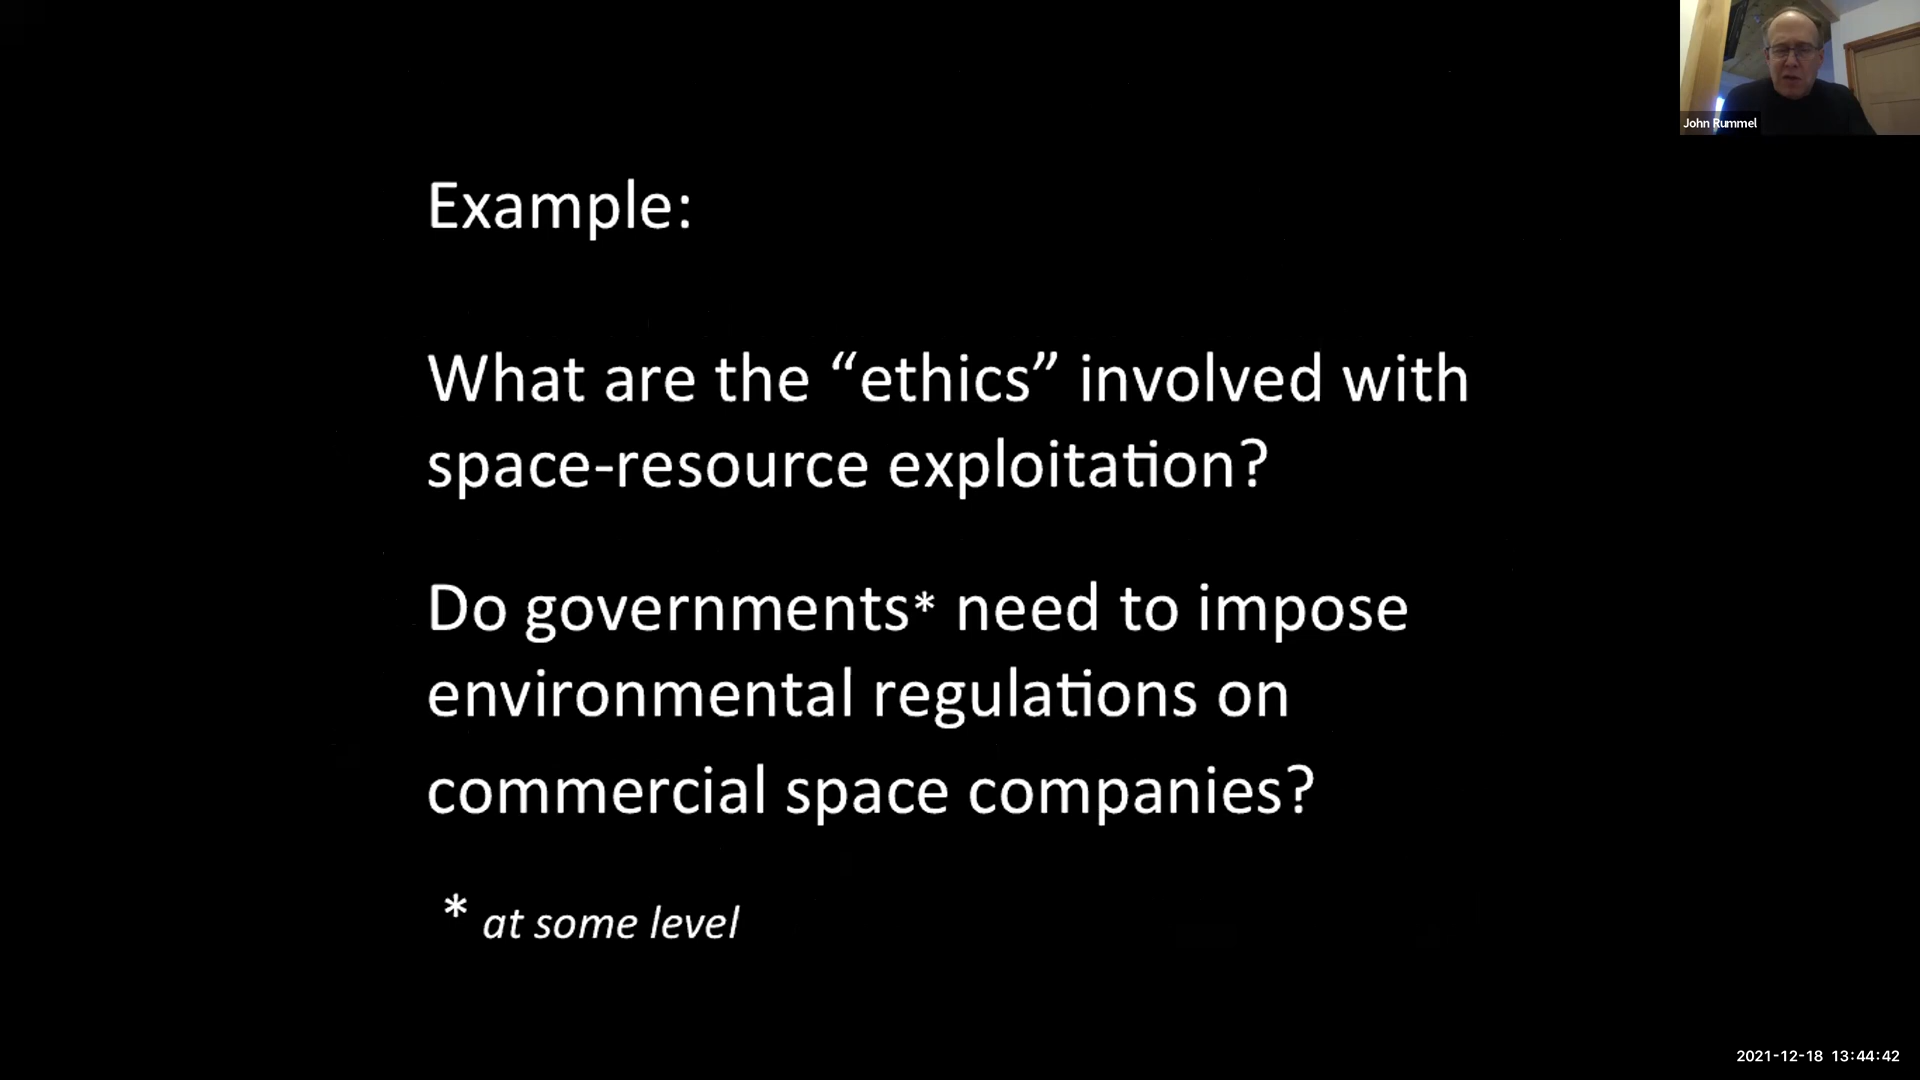 John Rummel
Example:
What are the “ethics” involved with
space-resource exploitation?
Do governments* need to impose
environmental regulations on
commercial space companies?
* at some level
2021-12-18 13:44:42